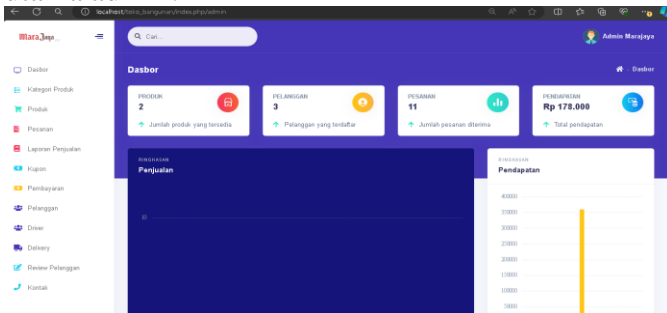 localhost/toko_bangunan/index.php/admin
Mara Jaya
Cari...
Admin Marajaya
Dasbor
Kategori Produk
Produk
Pesanan
Laporan Penjualan
Kupon
Pembayaran
Pelanggan
Driver
Delivery
Review Pelanggan
Kontak
Dasbor
- Dasbor
PRODUK
2
Jumlah produk yang tersedia
PELANGGAN
3
Pelanggan yang terdaftar
PESANAN
11
Jumlah pesanan diterima
PENDAPATAN
Rp 178.000
Total pendapatan
RINGKASAN
Penjualan
10
RINGKASAN
Pendapatan
400000
350000
300000
250000
200000
150000
100000
50000